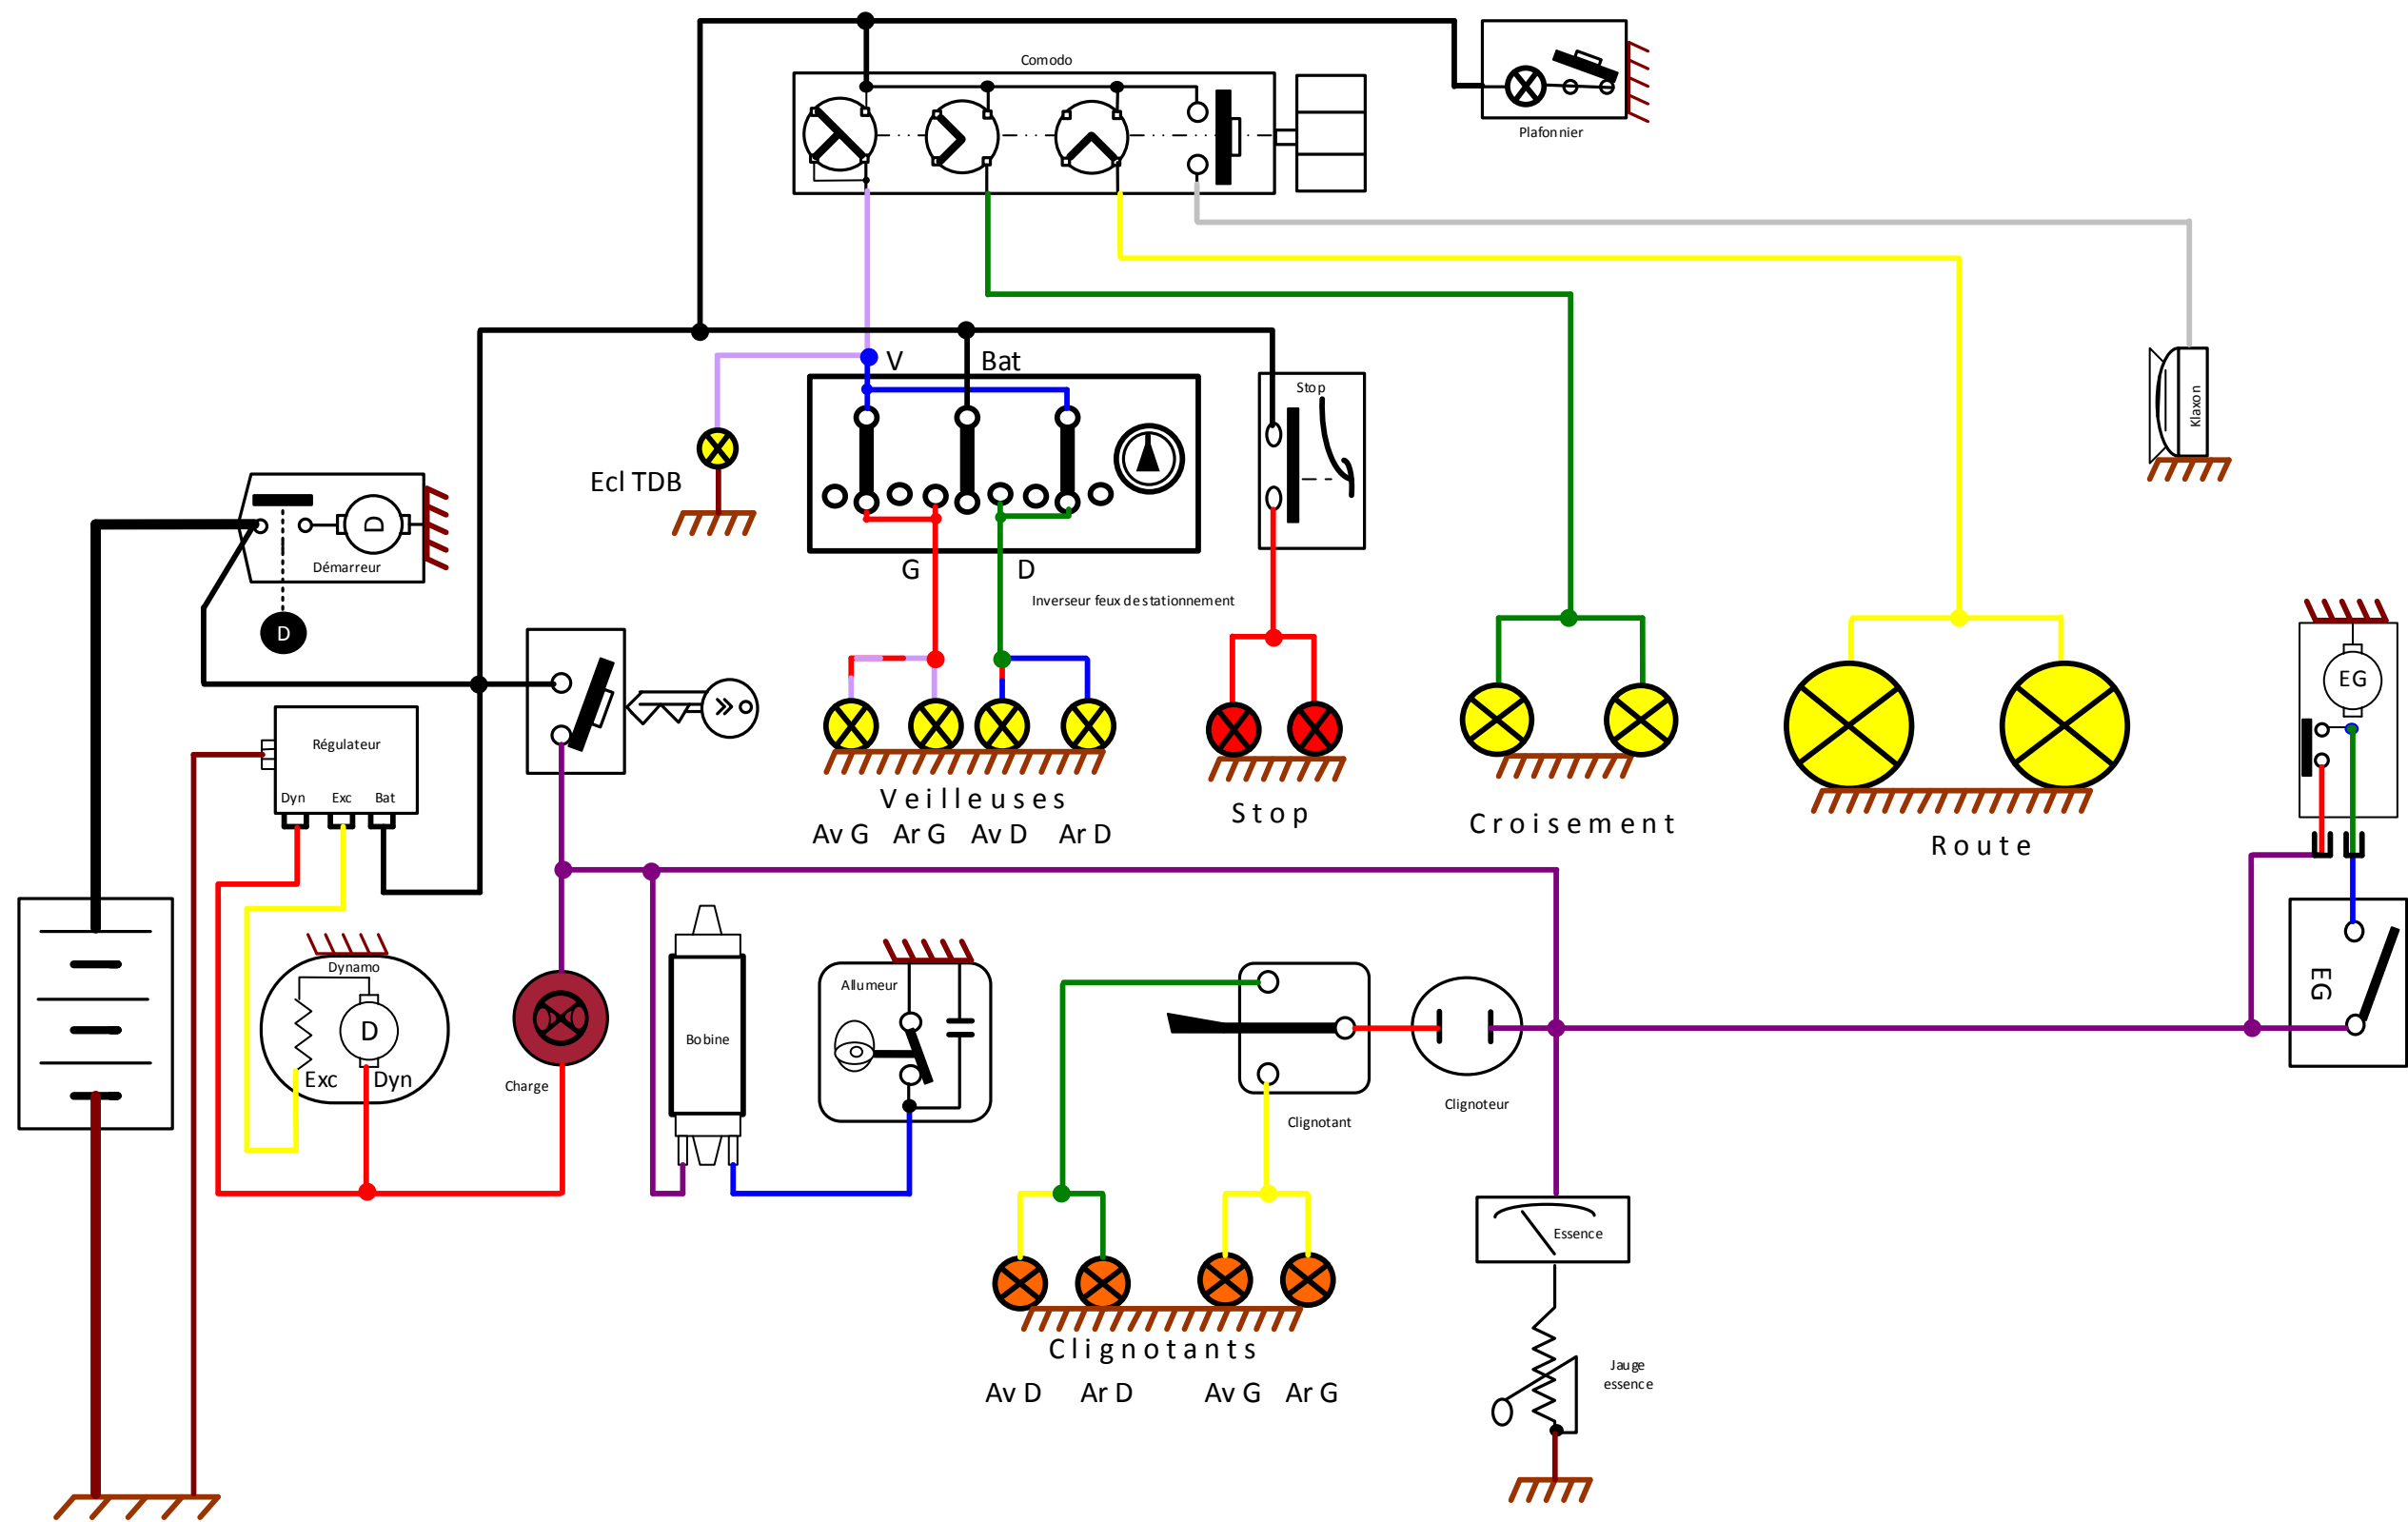 Comodo
Plafonnier
V
Bat
Stop
Klaxon
Ecl TDB
D
Démarreur
G
D
Inverseur feux de stationnement
D
EG
Régulateur
Dyn
Exc
Bat
Veilleuses
Av G
Ar G
Av D
Ar D
Stop
Croisement
Route
Dynamo
D
Exc
Dyn
Charge
Bobine
Allumeur
Clignotant
Clignoteur
EG
Essence
Clignotants
Av D
Ar D
Av G
Ar G
Jauge
essence